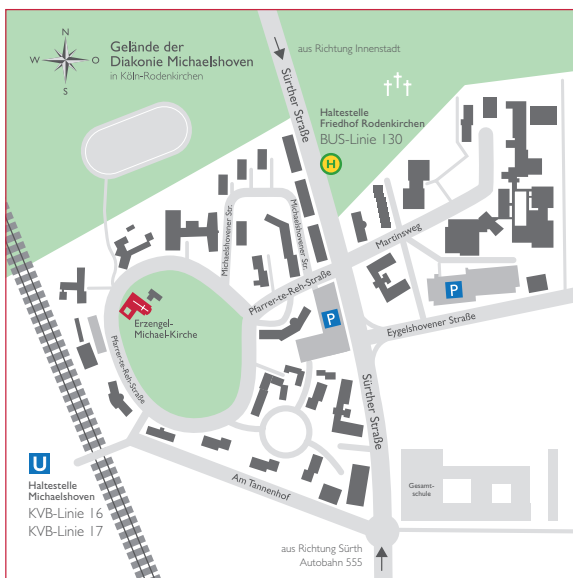 N
W
O
S
Gelände der
Diakonie Michaelshoven
in Köln-Rodenkirchen
aus Richtung Innenstadt
Sürther Straße
Haltestelle
Friedhof Rodenkirchen
BUS-Linie 130
H
Michaelshovener Str.
Michaelshovener Str.
Martinsweg
Pfarrer-te-Reh-Straße
P
P
Eygelshovener Straße
Erzengel-
Michael-Kirche
Pfarrer-te-Reh-Straße
Sürther Straße
U
Haltestelle
Michaelshoven
KVB-Linie 16
KVB-Linie 17
Am Tannenhof
Gesamt-
schule
aus Richtung Sürth
Autobahn 555